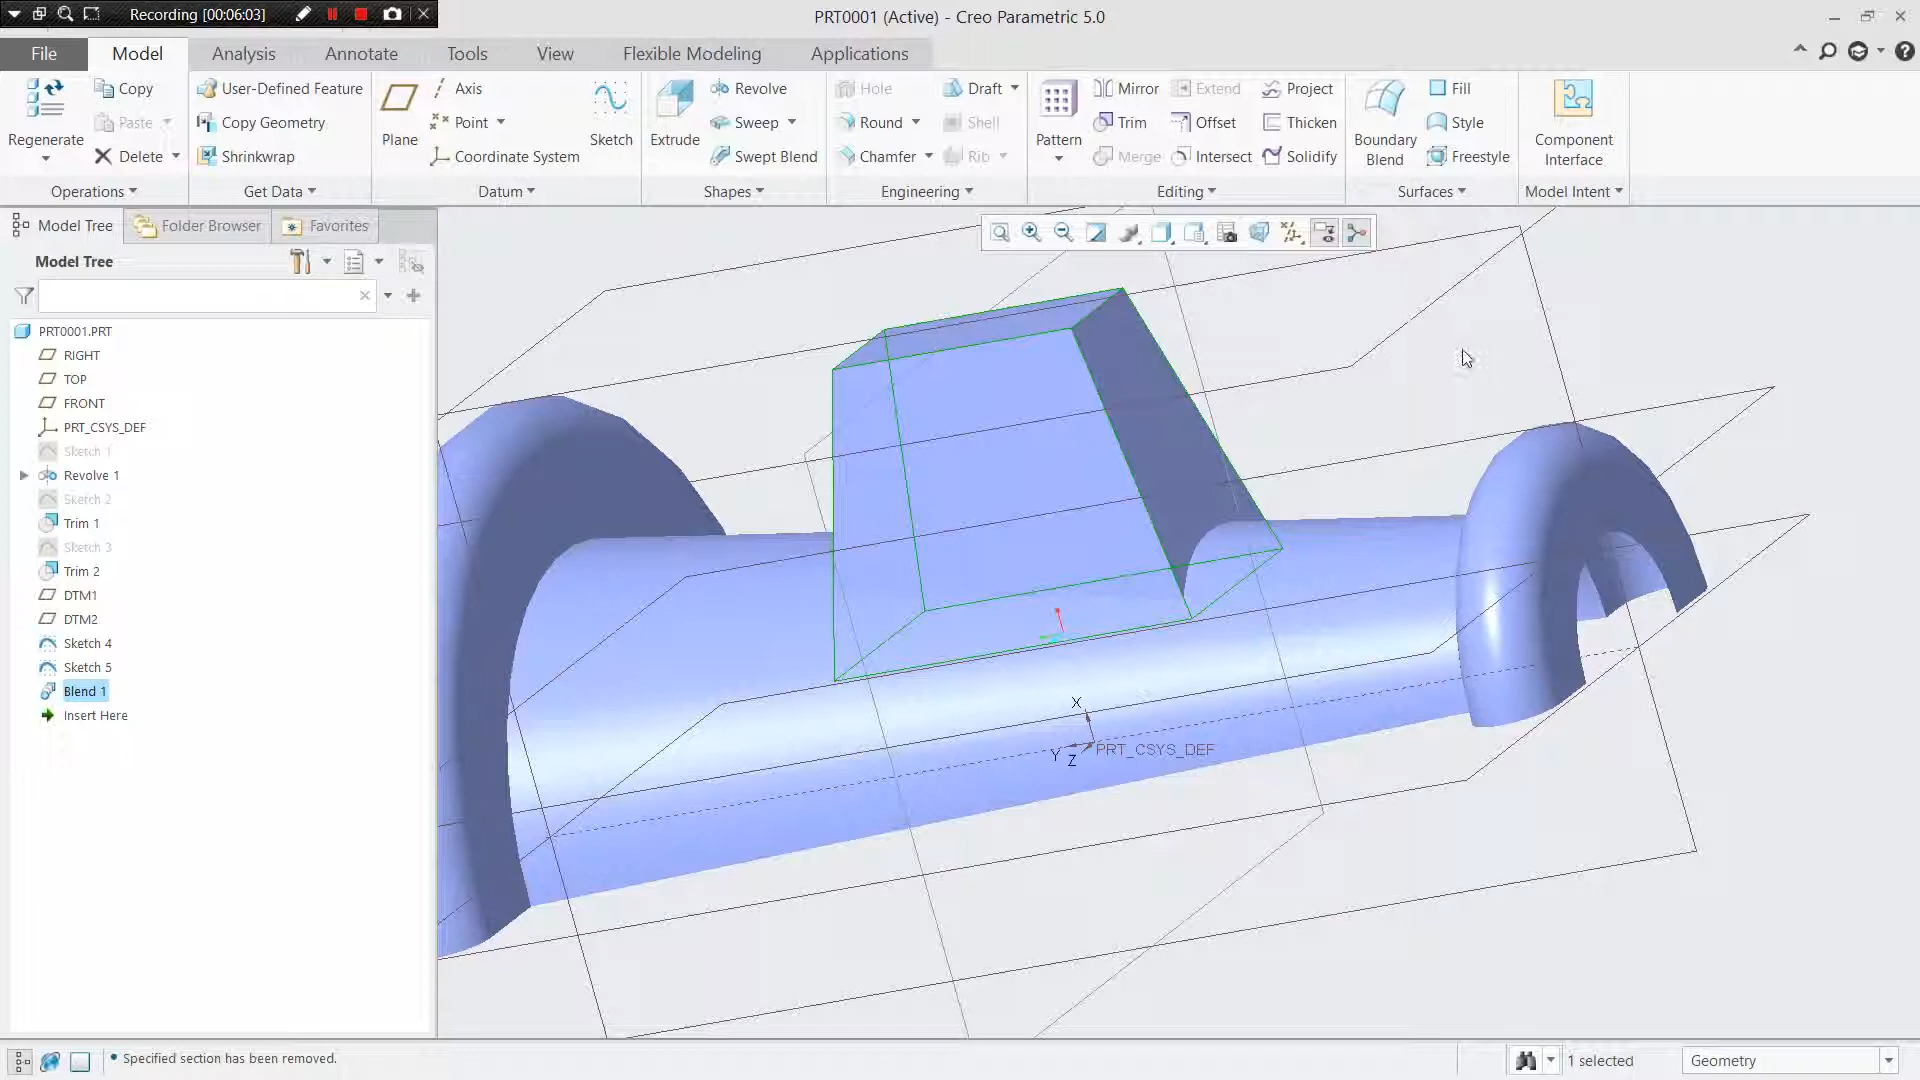 Recording [00:06:03]
PRT0001 (Active) - Creo Parametric 5.0
File Model Analysis Annotate Tools View Flexible Modeling Applications
Regenerate
Copy
Paste
Delete
Operations
User-Defined Feature
Copy Geometry
Shrinkwrap
Get Data
Plane
Axis
Point
Coordinate System
Sketch
Datum
Extrude
Revolve
Sweep
Swept Blend
Shapes
Hole
Round
Chamfer
Draft
Shell
Rib
Engineering
Pattern
Mirror
Trim
Merge
Extend
Offset
Intersect
Project
Thicken
Solidify
Editing
Boundary
Blend
Fill
Style
Freestyle
Surfaces
Component
Interface
Model Intent
Model Tree Folder Browser Favorites
Model Tree
PRT0001.PRT
RIGHT
TOP
FRONT
PRT_CSYS_DEF
Sketch 1
Revolve 1
Sketch 2
Trim 1
Sketch 3
Trim 2
DTM1
DTM2
Sketch 4
Sketch 5
Blend 1
Insert Here
X
Y
Z
PRT_CSYS_DEF
Specified section has been removed.
1 selected
Geometry